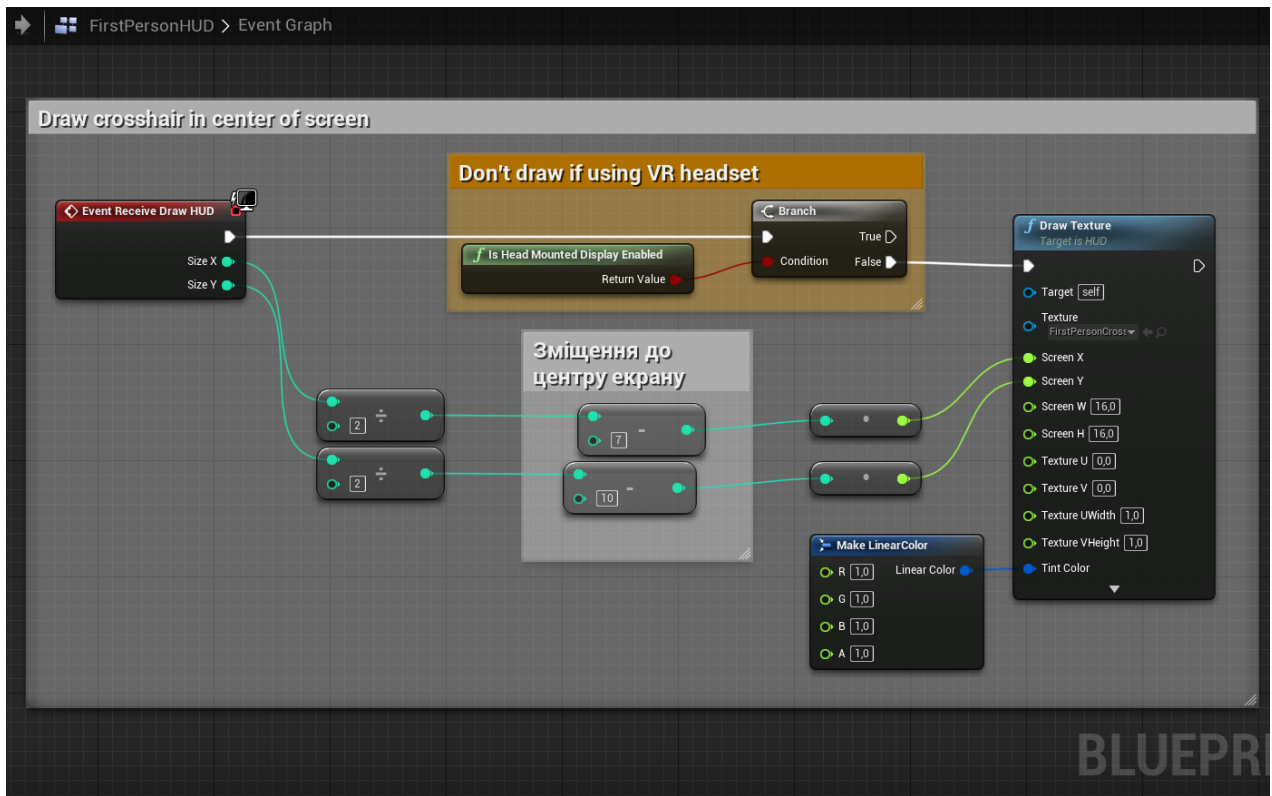 FirstPersonHUD > Event Graph
Draw crosshair in center of screen
Don't draw if using VR headset
Event Receive Draw HUD
Size X
Size Y
Is Head Mounted Display Enabled
Return Value
Branch
Condition
True
False
Зміщення до
центру екрану
2
÷
2
÷
7
-
10
-
Make LinearColor
R 1,0
Linear Color
G 1,0
B 1,0
A 1,0
Draw Texture
Target is HUD
Target self
Texture
FirstPersonCross
Screen X
Screen Y
Screen W 16,0
Screen H 16,0
Texture U 0,0
Texture V 0,0
Texture UWidth 1,0
Texture VHeight 1,0
Tint Color
BLUEPRI